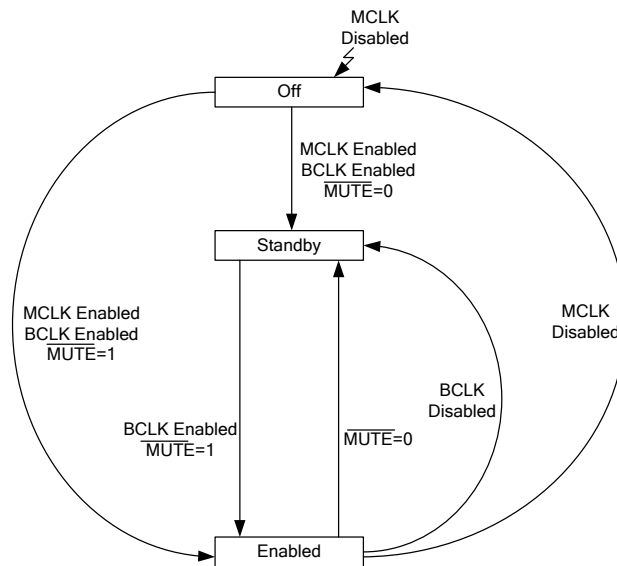 MCLK
Disabled
Off
MCLK Enabled
BCLK Enabled
MUTE=0
Standby
MCLK Enabled
BCLK Enabled
MUTE=1
MCLK
Disabled
BCLK
Disabled
BCLK Enabled
MUTE=1
MUTE=0
Enabled